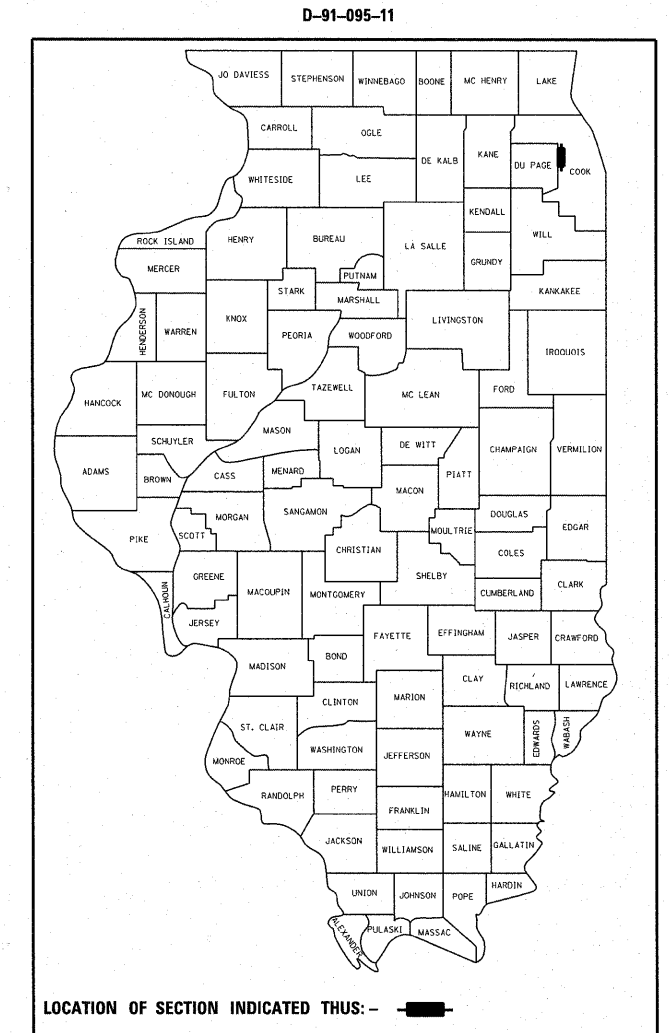 D-91-095-11
JO DAVIESS STEPHENSON WINNEBAGO BOONE MC HENRY LAKE
CARROLL OGLE
DE KALB KANE DU PAGE COOK
WHITESIDE LEE
KENDALL
ROCK ISLAND HENRY BUREAU LA SALLE WILL
MERCER PUTNAM GRUNDY
STARK MARSHALL KANKAKEE
HENDERSON WARREN KNOX PEORIA WOODFORD LIVINGSTON IROQUOIS
HANCOCK MC DONOUGH FULTON TAZEWELL MC LEAN FORD
SCHUYLER MASON LOGAN DE WITT CHAMPAIGN VERMILION
ADAMS BROWN CASS MENARD PIATT
MACON
PIKE SCOTT MORGAN SANGAMON MOULTRIE DOUGLAS EDGAR
CHRISTIAN COLES
CALHOUN GREENE MACOUPIN MONTGOMERY SHELBY CUMBERLAND CLARK
JERSEY FAYETTE EFFINGHAM JASPER CRAWFORD
MADISON BOND
CLAY RICHLAND LAWRENCE
CLINTON MARION
ST. CLAIR WAYNE EDWARDS WABASH
MONROE WASHINGTON JEFFERSON
RANDOLPH PERRY HAMILTON WHITE
FRANKLIN
JACKSON WILLIAMSON SALINE GALLATIN
UNION JOHNSON POPE HARDIN
ALEXANDER PULASKI MASSAC
LOCATION OF SECTION INDICATED THUS: -